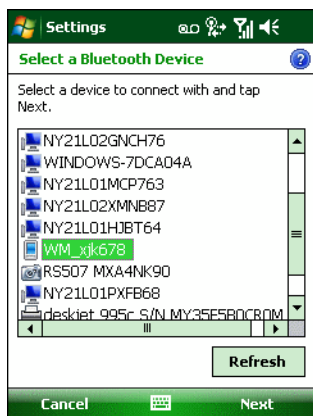 Settings
Select a Bluetooth Device
Select a device to connect with and tap
Next.
NY21L02GNCH76
WINDOWS-7DCA04A
NY21L01MCP763
NY21L02XMNB87
NY21L01HJBT64
WM_xjk678
RS507 MXA4NK90
NY21L01PXFB68
deskjet 995c S/N MY35F5B0CROM
Refresh
Cancel
Next